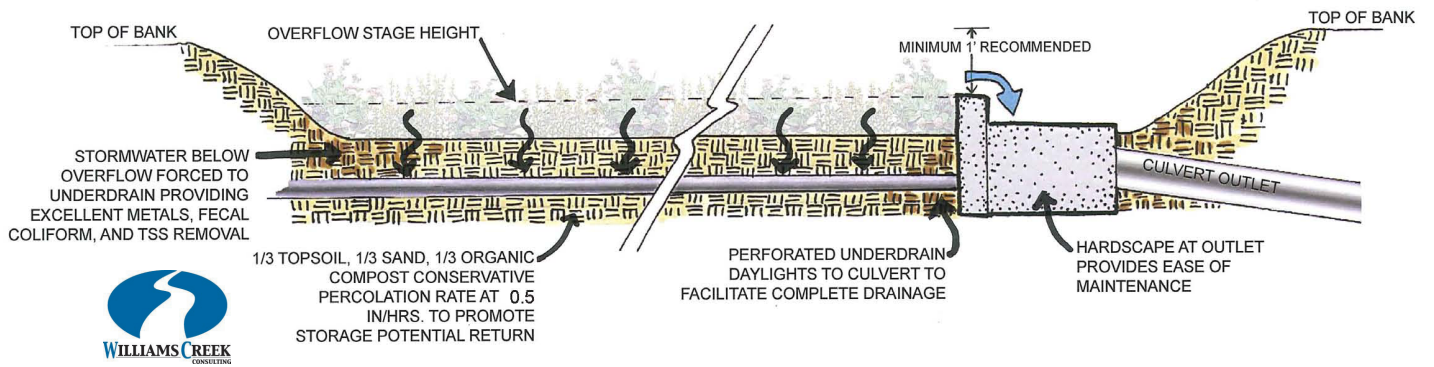 TOP OF BANK
OVERFLOW STAGE HEIGHT
MINIMUM 1' RECOMMENDED
TOP OF BANK
STORMWATER BELOW
OVERFLOW FORCED TO
UNDERDRAIN PROVIDING
EXCELLENT METALS, FECAL
COLIFORM, AND TSS REMOVAL
1/3 TOPSOIL, 1/3 SAND, 1/3 ORGANIC
COMPOST CONSERVATIVE
PERCOLATION RATE AT 0.5
IN/HRS. TO PROMOTE
STORAGE POTENTIAL RETURN
PERFORATED UNDERDRAIN
DAYLIGHTS TO CULVERT TO
FACILITATE COMPLETE DRAINAGE
CULVERT OUTLET
HARDSCAPE AT OUTLET
PROVIDES EASE OF
MAINTENANCE
WILLIAMS CREEK
CONSULTING